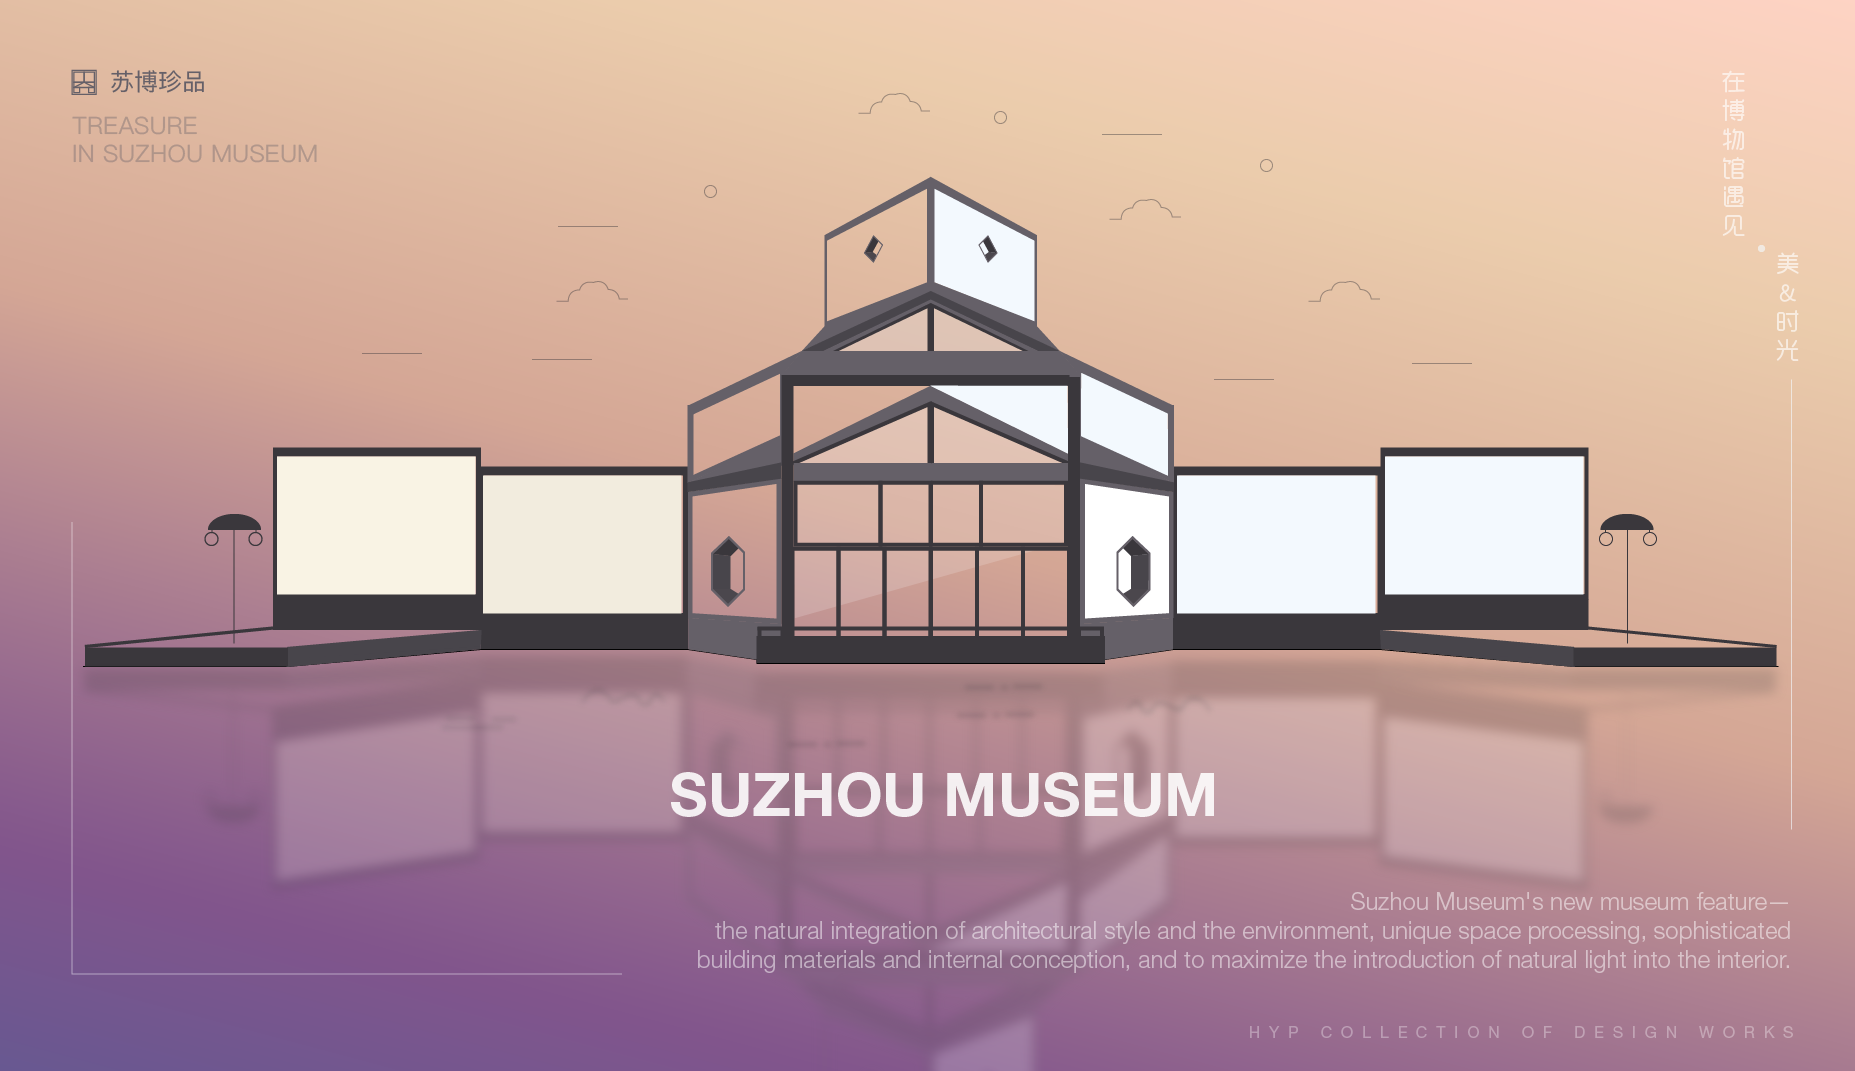 苏博珍品
TREASURE
IN SUZHOU MUSEUM
在博物馆遇见
美&时光
SUZHOU MUSEUM
Suzhou Museum's new museum feature—
the natural integration of architectural style and the environment, unique space processing, sophisticated
building materials and internal conception, and to maximize the introduction of natural light into the interior.
HYP COLLECTION OF DESIGN WORKS